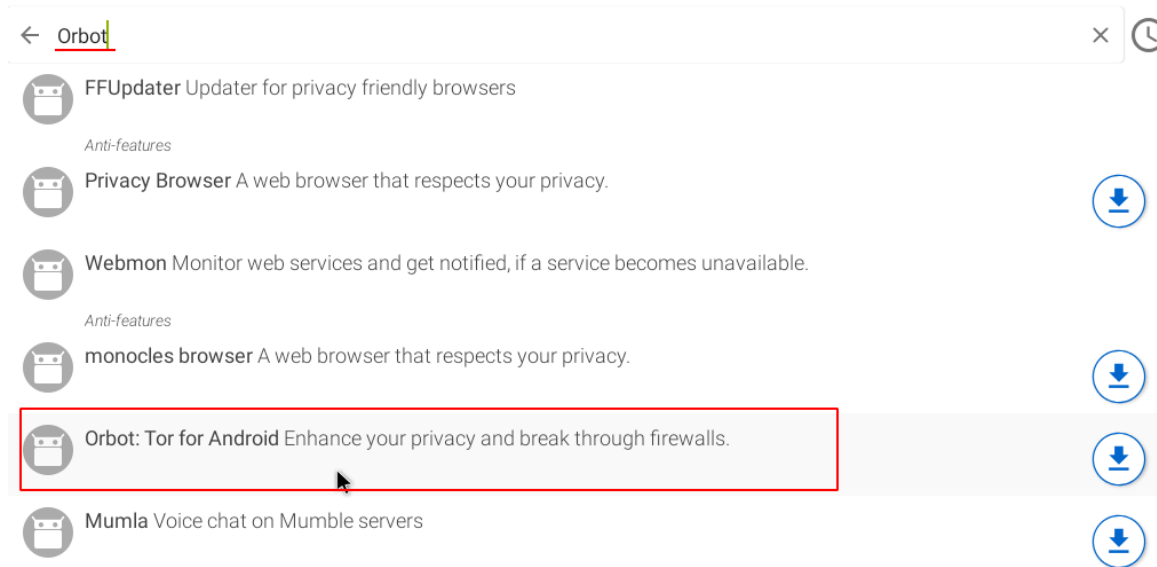 Orbot
FFUpdater Updater for privacy friendly browsers
Anti-features
Privacy Browser A web browser that respects your privacy.
Webmon Monitor web services and get notified, if a service becomes unavailable.
Anti-features
monocles browser A web browser that respects your privacy.
Orbot: Tor for Android Enhance your privacy and break through firewalls.
Mumla Voice chat on Mumble servers